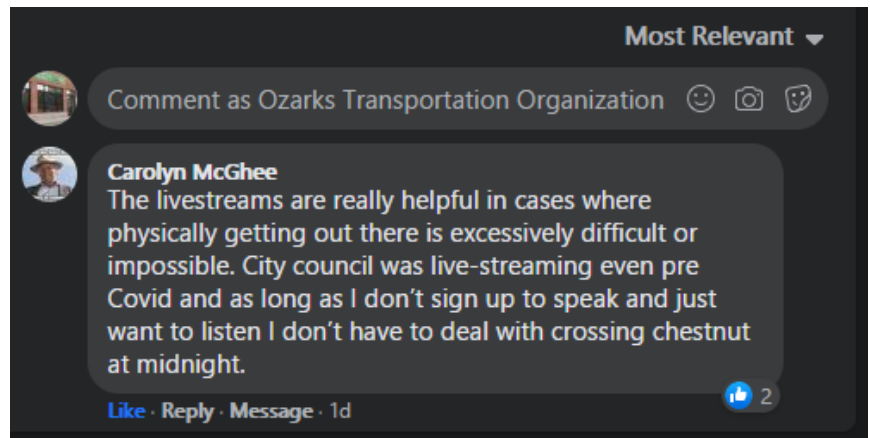 Most Relevant
Comment as Ozarks Transportation Organization
Carolyn McGhee
The livestreams are really helpful in cases where
physically getting out there is excessively difficult or
impossible. City council was live-streaming even pre
Covid and as long as I don’t sign up to speak and just
want to listen I don’t have to deal with crossing chestnut
at midnight.
2
Like · Reply · Message · 1d